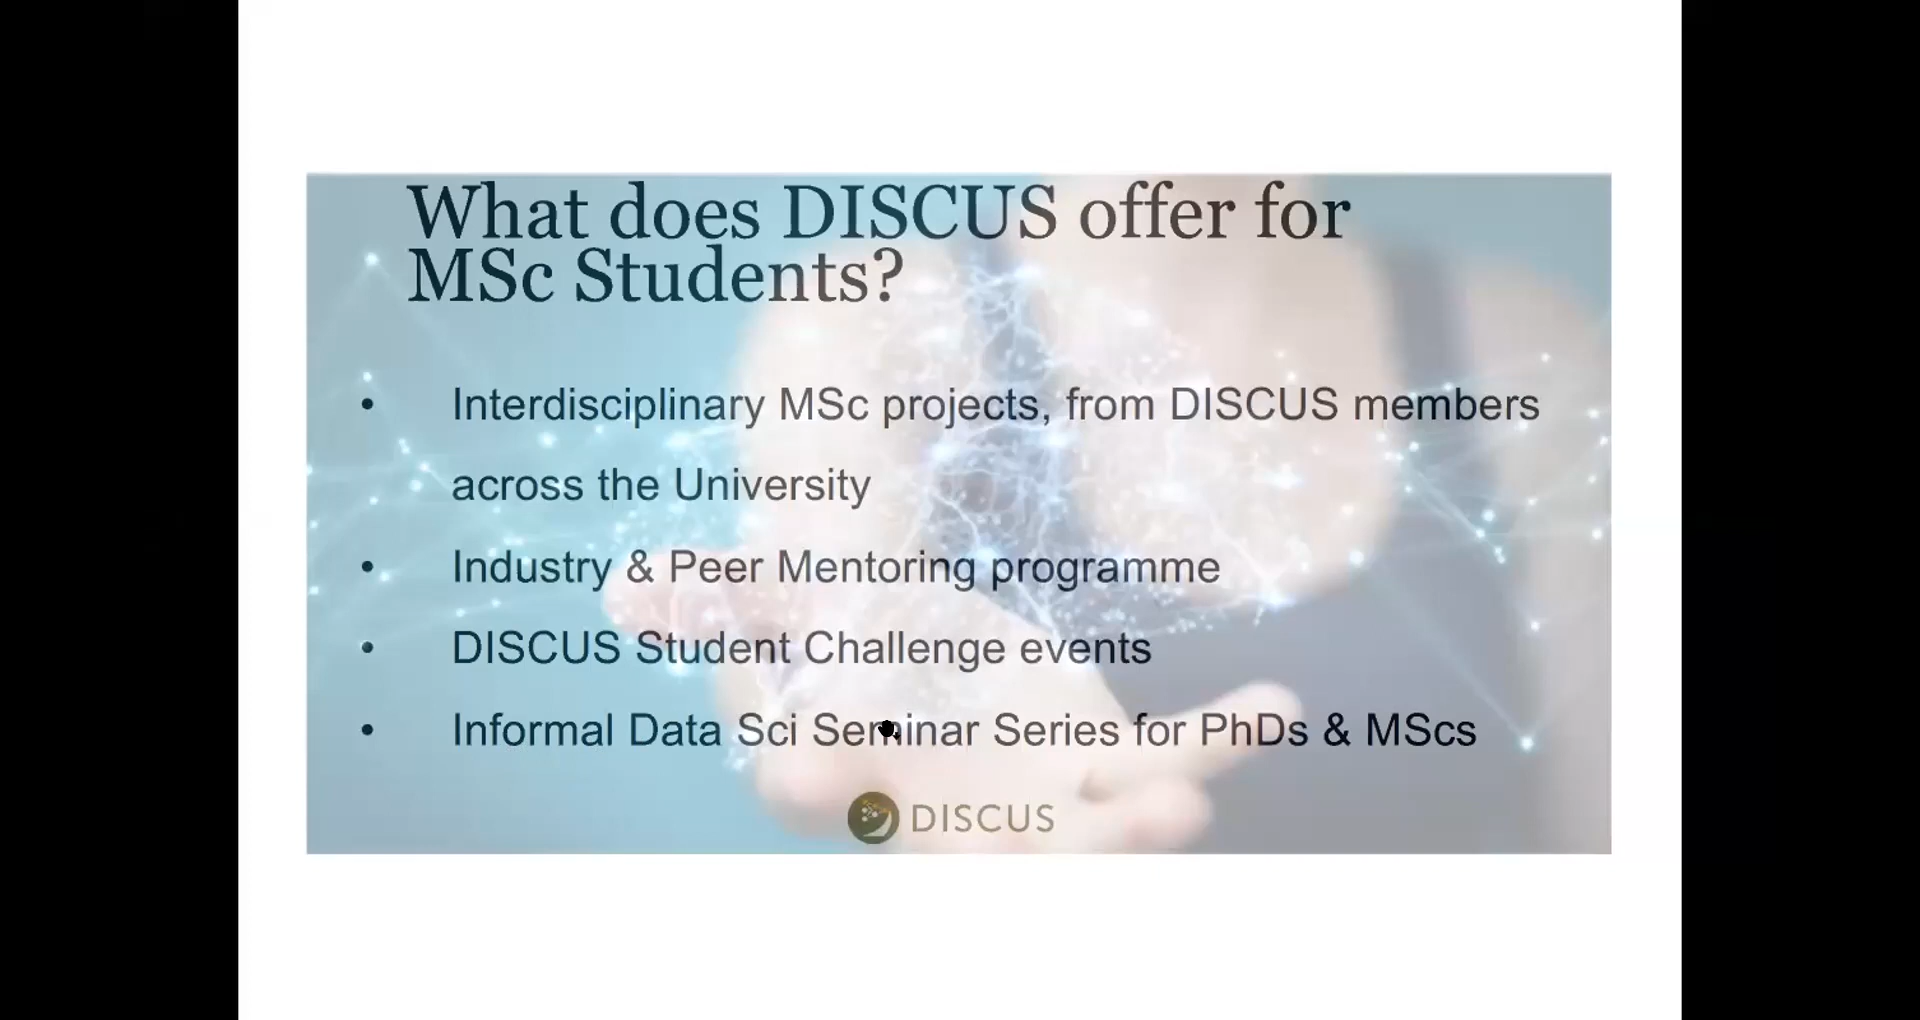 What does DISCUS offer for
MSc Students?
• Interdisciplinary MSc projects, from DISCUS members
across the University
• Industry & Peer Mentoring programme
• DISCUS Student Challenge events
• Informal Data Sci Seminar Series for PhDs & MScs
DISCUS